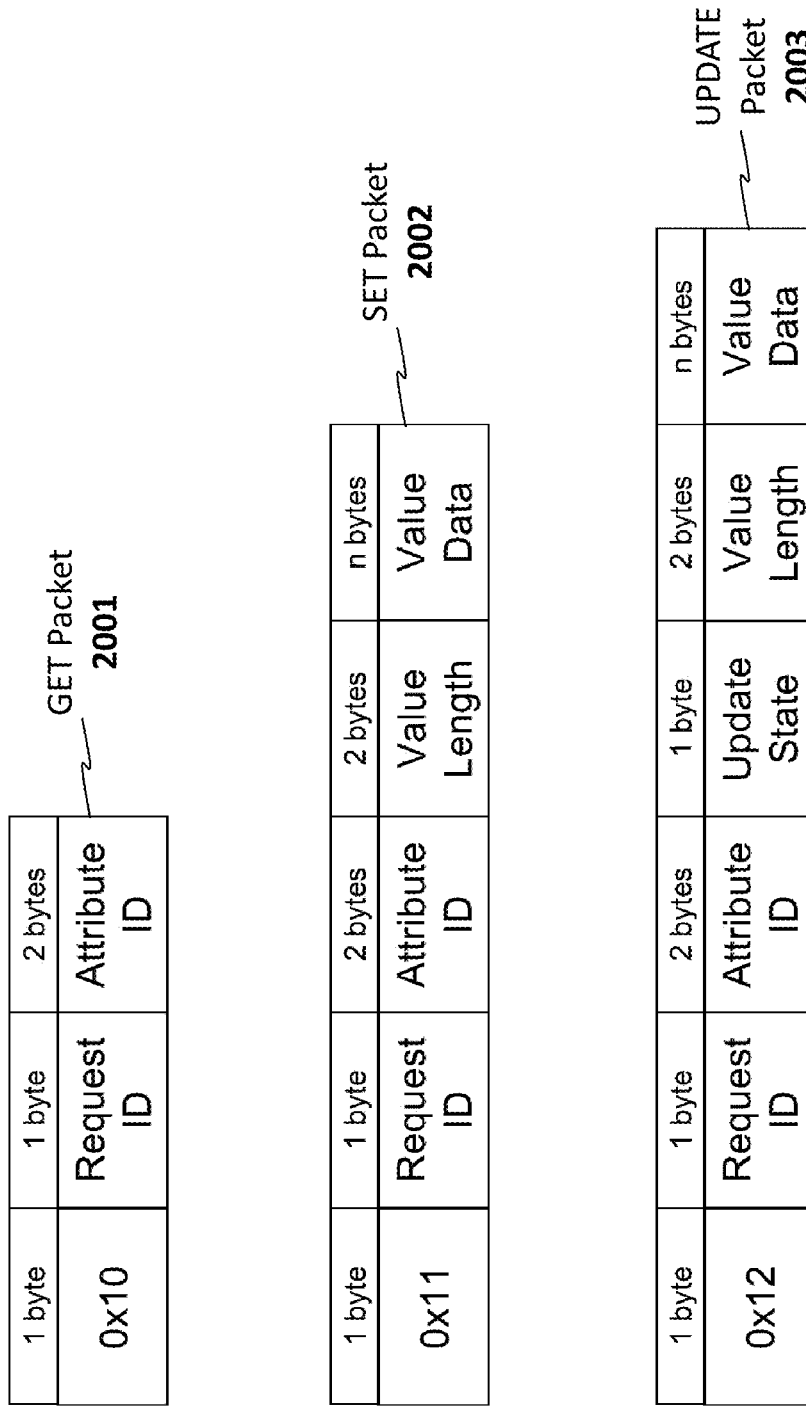 GET Packet
2001
1 byte
1 byte
2 bytes
0x10
Request
ID
Attribute
ID
SET Packet
2002
1 byte
1 byte
2 bytes
2 bytes
n bytes
0x11
Request
ID
Attribute
ID
Value
Length
Value
Data
UPDATE
Packet
2003
1 byte
1 byte
2 bytes
1 byte
2 bytes
n bytes
0x12
Request
ID
Attribute
ID
Update
State
Value
Length
Value
Data